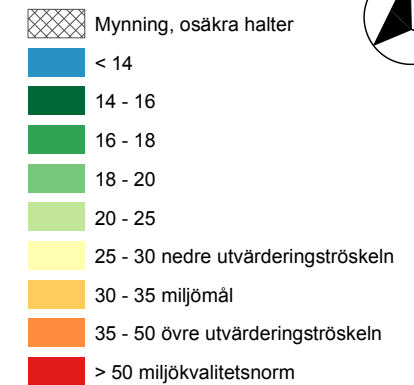 Mynning, osäkra halter
< 14
14 - 16
16 - 18
18 - 20
20 - 25
25 - 30 nedre utvärderingströskeln
30 - 35 miljömål
35 - 50 övre utvärderingströskeln
> 50 miljökvalitetsnorm